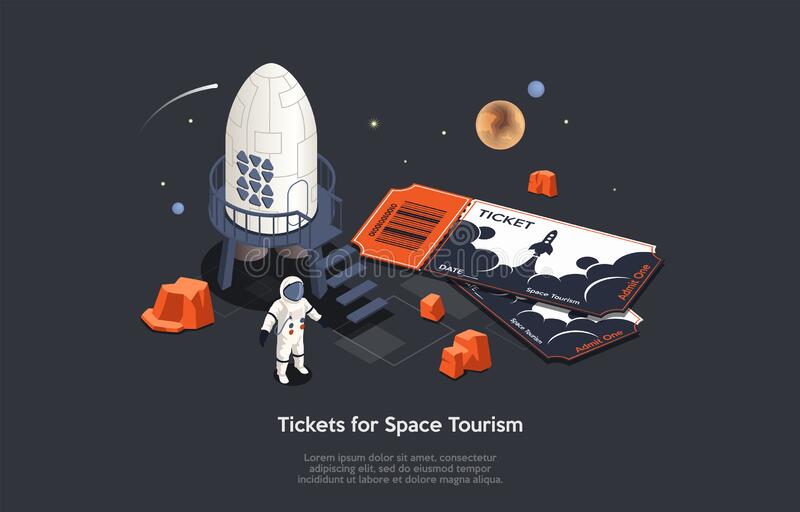 TICKET
DATE
Space Tourism
Admit One
Space Tourism
Admit One
Tickets for Space Tourism
Lorem ipsum dolor sit amet, consectetur
adipiscing elit, sed do eiusmod tempor
incididunt ut labore et dolore magna aliqua.